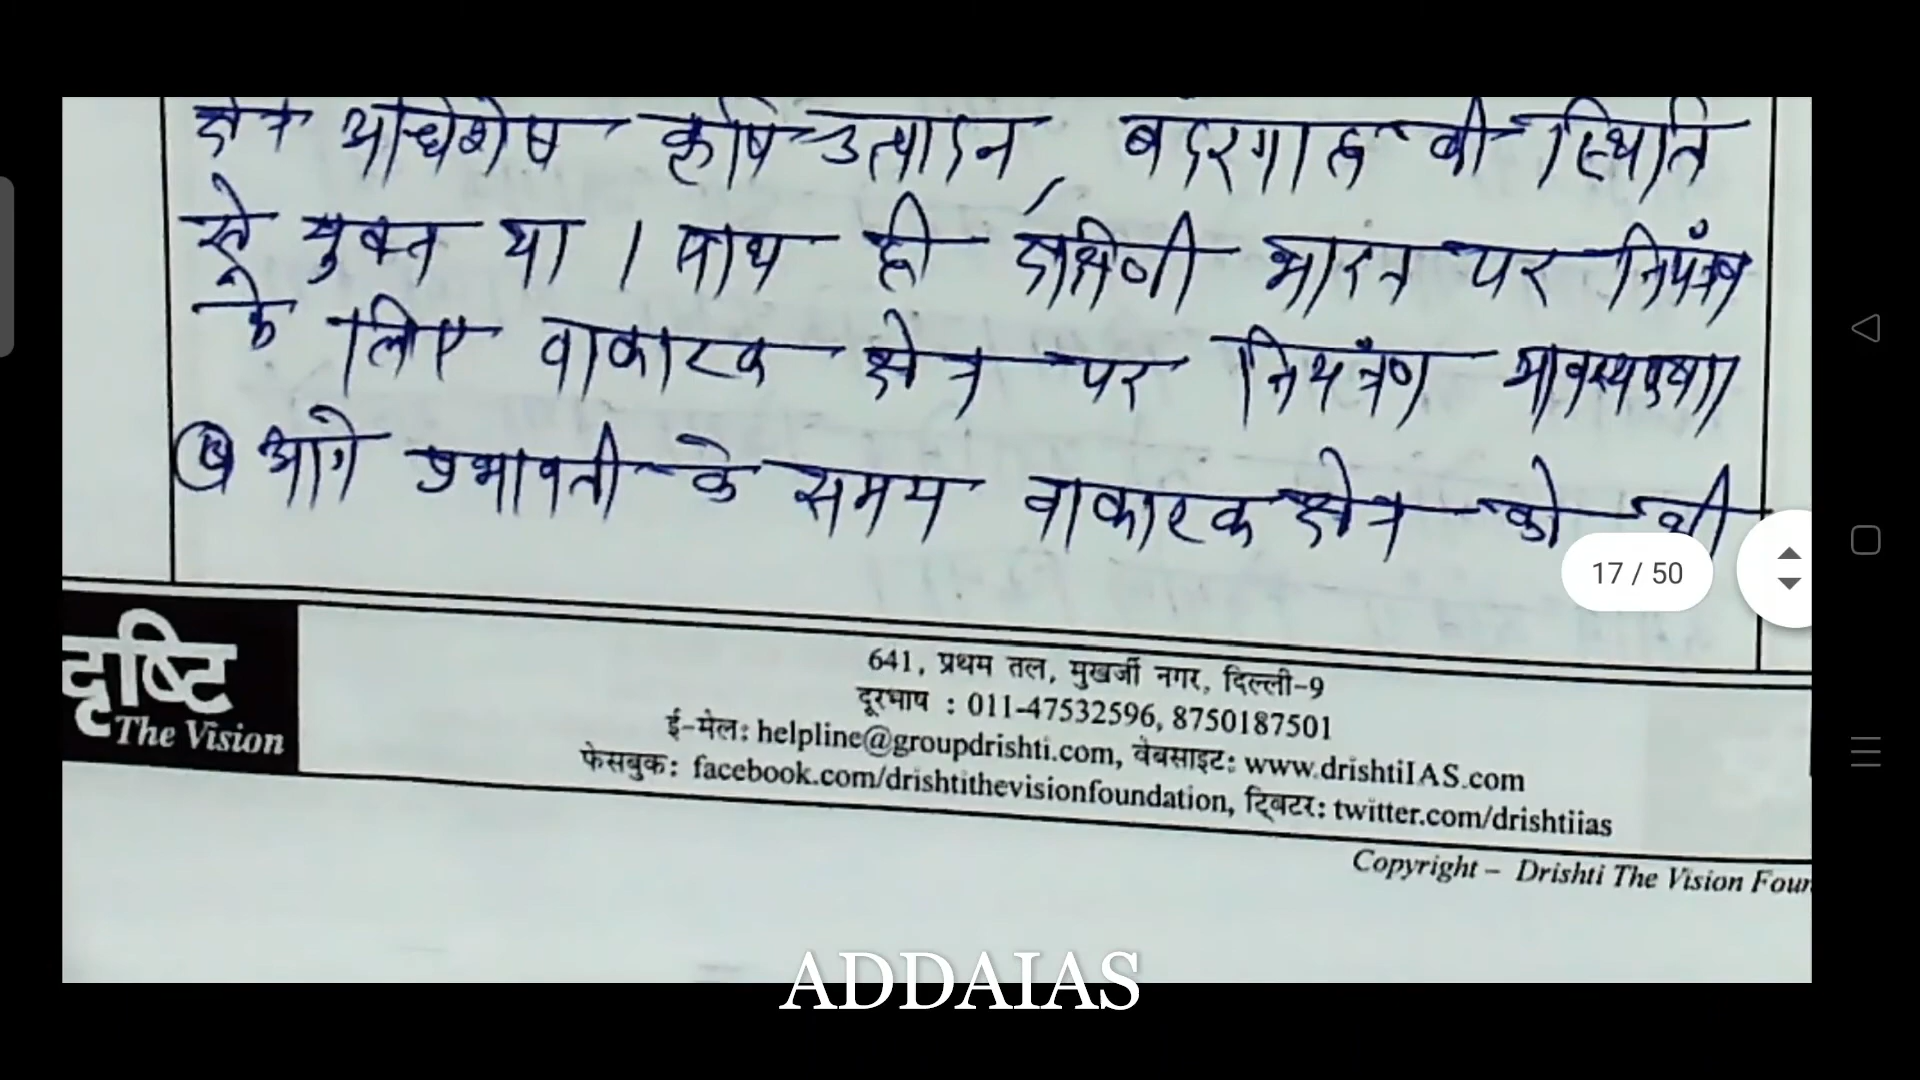 क्षेत्र अधिशेष कृषि उत्पादन, बंदरगाह की स्थिति
से युक्त था । साथ ही दक्षिणी भारत पर नियंत्रण
के लिए वाकाटक क्षेत्र पर नियंत्रण आवश्यक था।
आगे प्रभावती के समय वाकाटक क्षेत्र को भी
17 / 50
दृष्टि
The Vision
641, प्रथम तल, मुखर्जी नगर, दिल्ली-9
दूरभाष : 011-47532596, 8750187501
ई-मेल: helpline@groupdrishti.com, वेबसाइट: www.drishtiIAS.com
फेसबुक: facebook.com/drishtithevisionfoundation, ट्विटर: twitter.com/drishtiias
Copyright – Drishti The Vision Foun
ADDAIAS